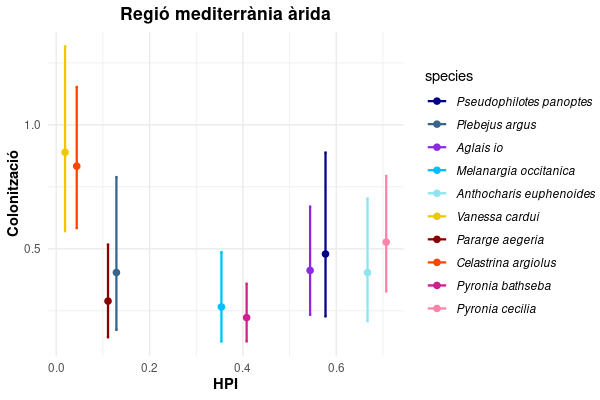 Regió mediterrània àrida
Colonització
1.0
0.5
0.0
0.2
0.4
0.6
HPI
species
Pseudophilotes panoptes
Plebejus argus
Aglais io
Melanargia occitanica
Anthocharis euphenoides
Vanessa cardui
Pararge aegeria
Celastrina argiolus
Pyronia bathseba
Pyronia cecilia